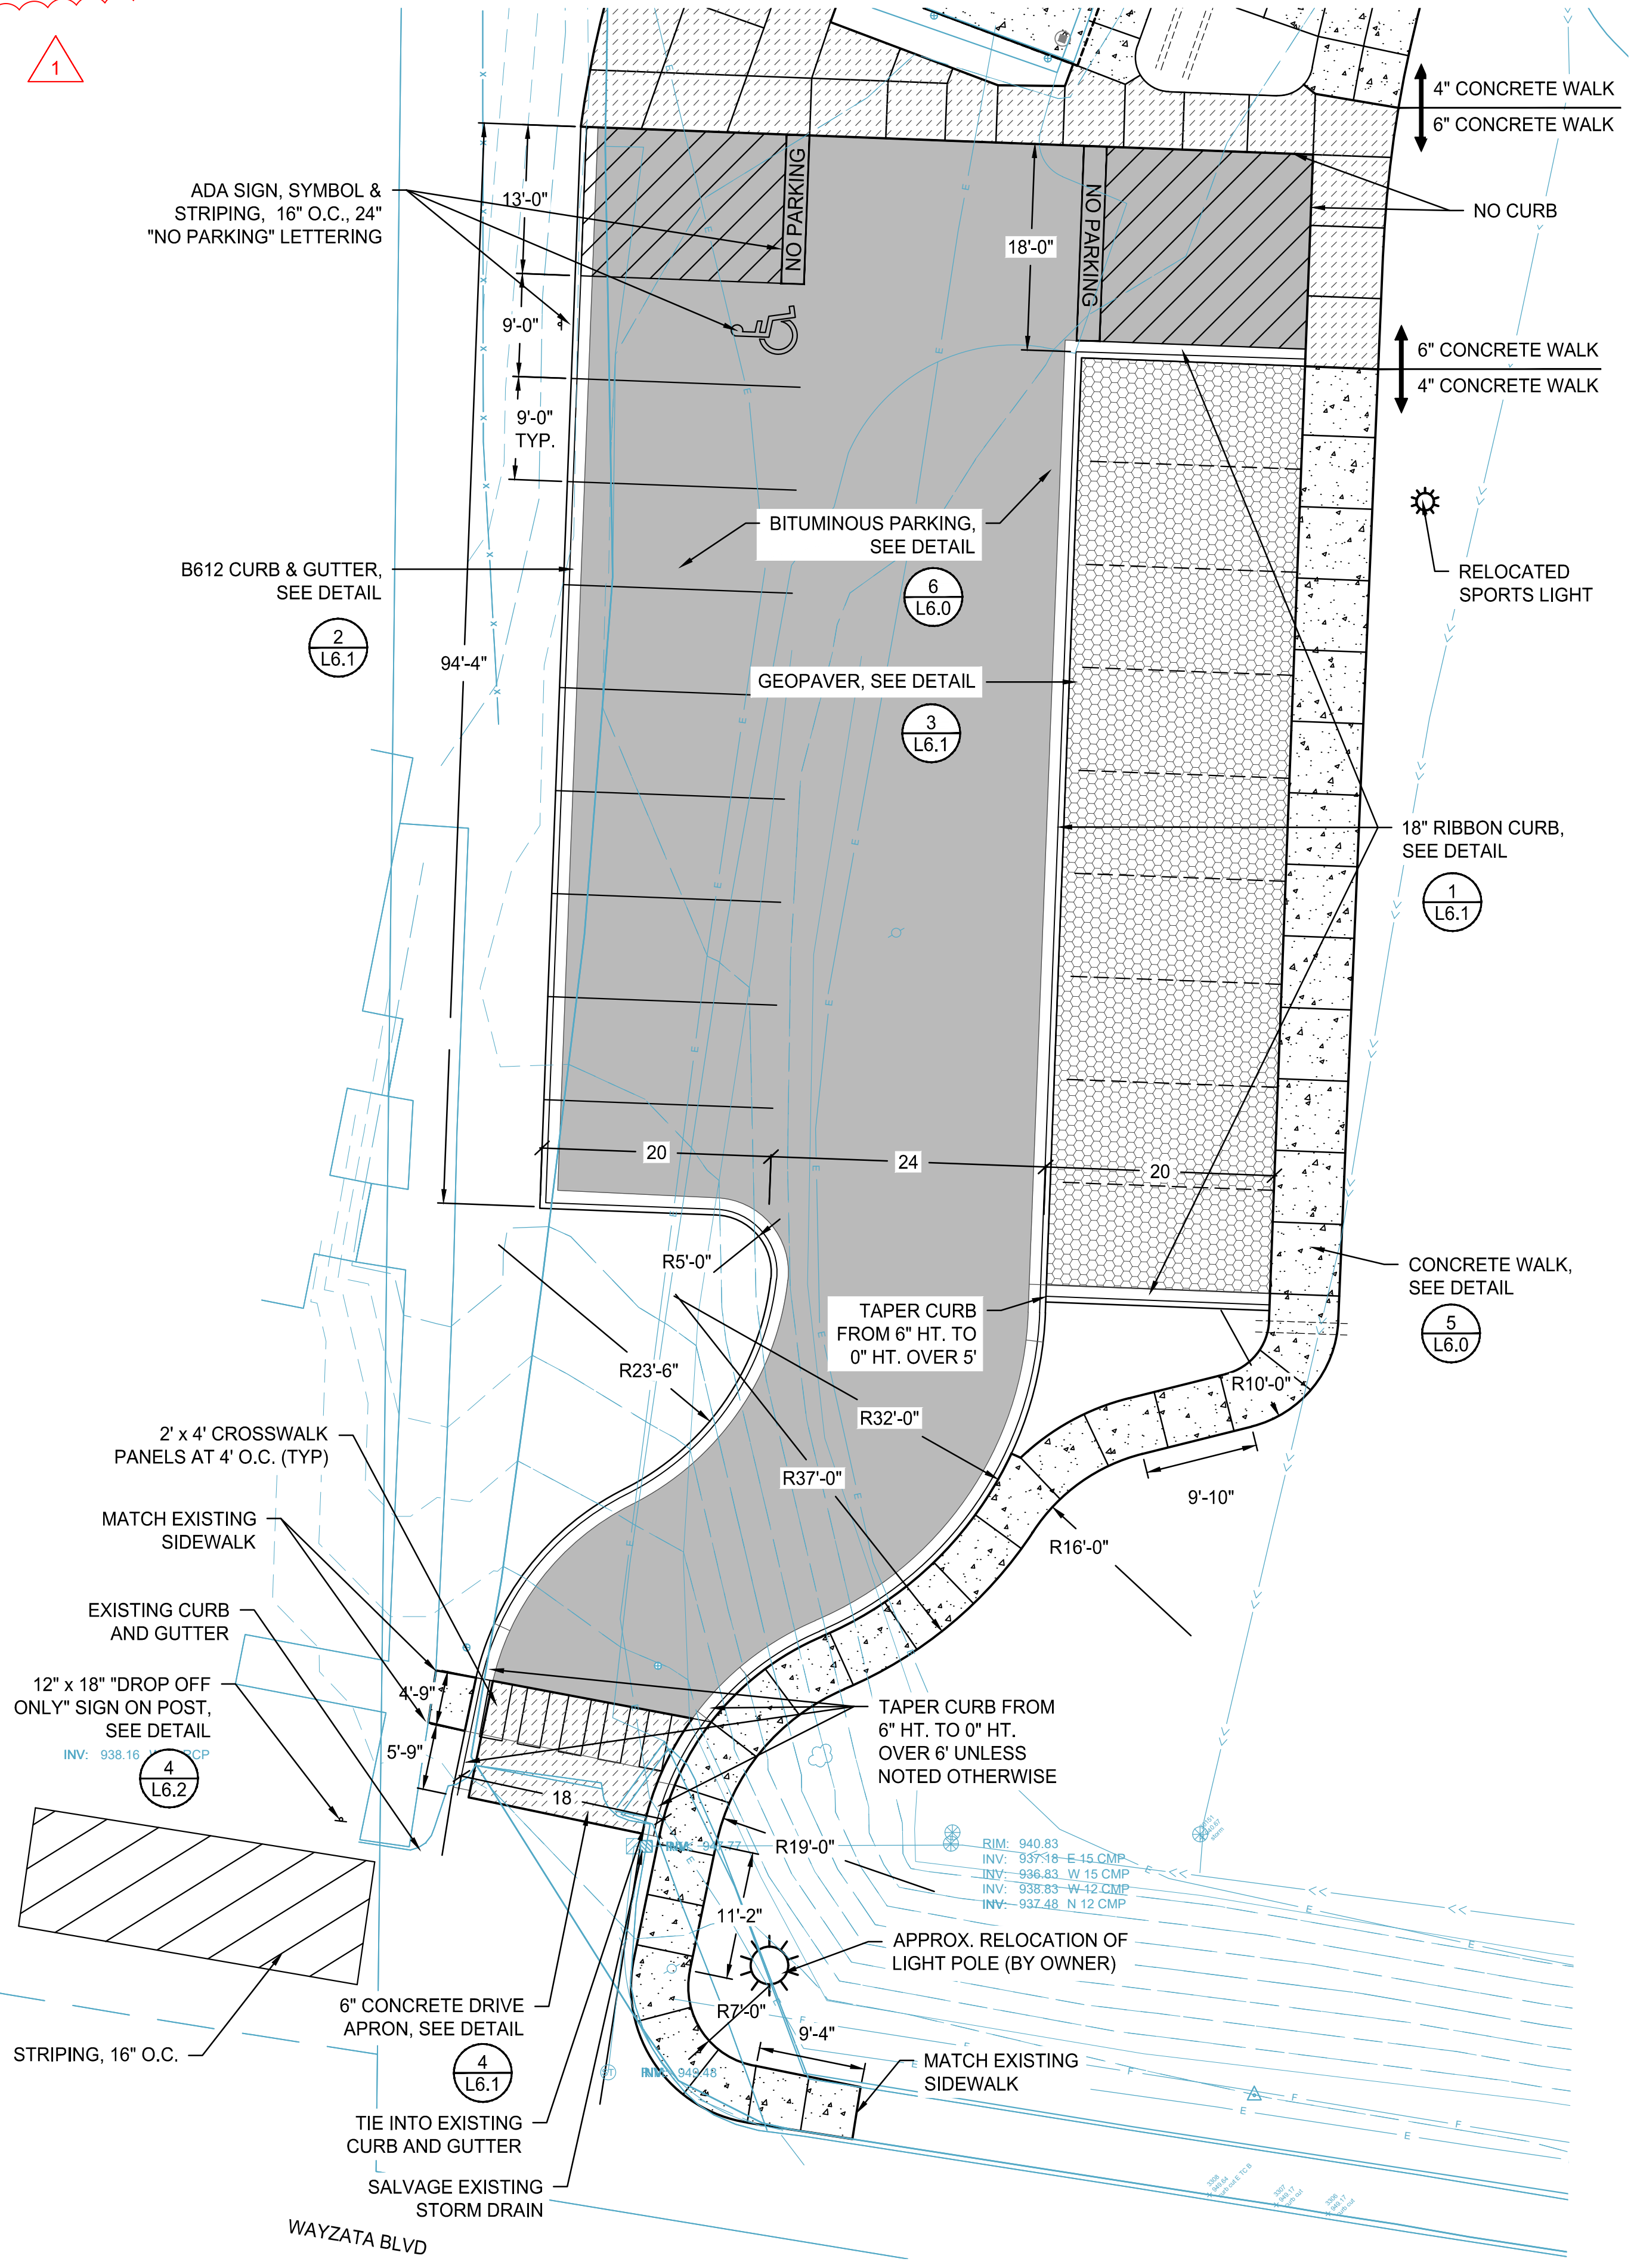 1
4" CONCRETE WALK
6" CONCRETE WALK
ADA SIGN, SYMBOL &
STRIPING, 16" O.C., 24"
"NO PARKING" LETTERING
13'-0"
NO PARKING
18'-0"
NO PARKING
NO CURB
9'-0"
6" CONCRETE WALK
4" CONCRETE WALK
9'-0"
TYP.
BITUMINOUS PARKING,
SEE DETAIL
6
L6.0
B612 CURB & GUTTER,
SEE DETAIL
2
L6.1
RELOCATED
SPORTS LIGHT
94'-4"
GEOPAVER, SEE DETAIL
3
L6.1
18" RIBBON CURB,
SEE DETAIL
1
L6.1
20
24
20
R5'-0"
CONCRETE WALK,
SEE DETAIL
5
L6.0
TAPER CURB
FROM 6" HT. TO
0" HT. OVER 5'
R23'-6"
R10'-0"
R32'-0"
2' x 4' CROSSWALK
PANELS AT 4' O.C. (TYP)
R37'-0"
9'-10"
MATCH EXISTING
SIDEWALK
R16'-0"
EXISTING CURB
AND GUTTER
12" x 18" "DROP OFF
ONLY" SIGN ON POST,
SEE DETAIL
4
L6.2
INV: 938.16
RCP
4'-9"
5'-9"
18
TAPER CURB FROM
6" HT. TO 0" HT.
OVER 6' UNLESS
NOTED OTHERWISE
R19'-0"
RIM: 940.83
INV: 937.18 E 15 CMP
INV: 936.83 W 15 CMP
INV: 938.83 W 12 CMP
INV: 937.48 N 12 CMP
11'-2"
APPROX. RELOCATION OF
LIGHT POLE (BY OWNER)
6" CONCRETE DRIVE
APRON, SEE DETAIL
4
L6.1
R7'-0"
9'-4"
STRIPING, 16" O.C.
MATCH EXISTING
SIDEWALK
949.48
TIE INTO EXISTING
CURB AND GUTTER
SALVAGE EXISTING
STORM DRAIN
WAYZATA BLVD